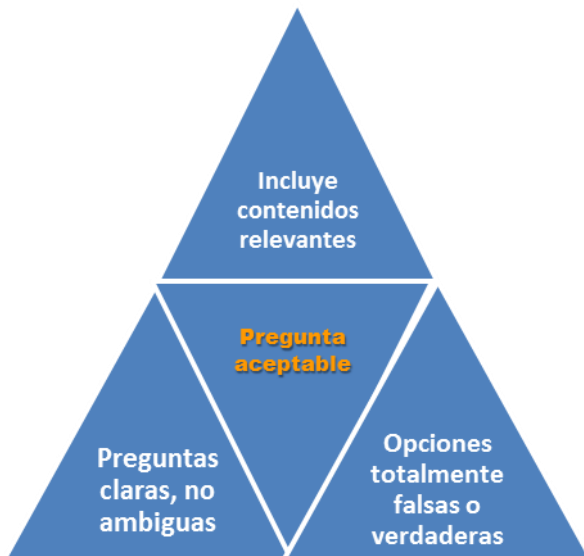 Incluye
contenidos
relevantes
Pregunta
aceptable
Preguntas
claras, no
ambiguas
Opciones
totalmente
falsas o
verdaderas